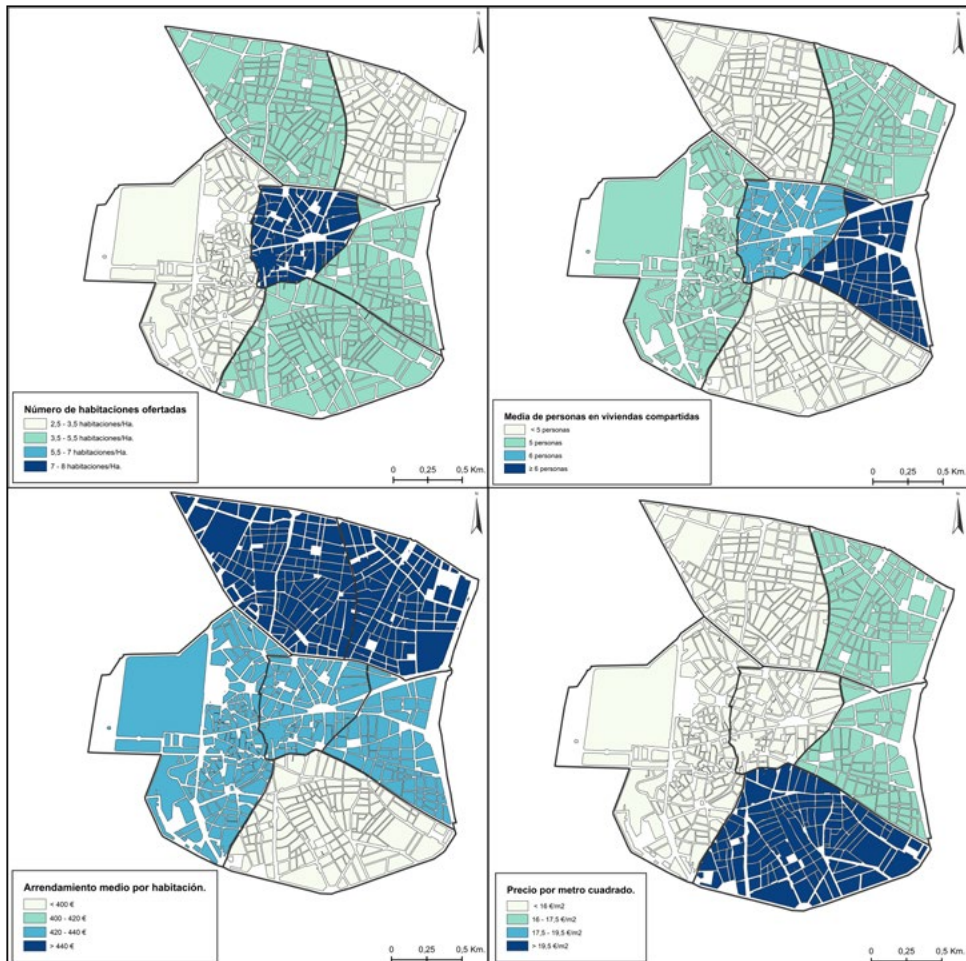 N
Número de habitaciones ofertadas
2,5 - 3,5 habitaciones/Ha.
3,5 - 5,5 habitaciones/Ha.
5,5 - 7 habitaciones/Ha.
7 - 8 habitaciones/Ha.
0 0,25 0,5 Km.
N
Media de personas en viviendas compartidas
< 5 personas
5 personas
6 personas
≥ 6 personas
0 0,25 0,5 Km.
N
Arrendamiento medio por habitación.
< 400 €
400 - 420 €
420 - 440 €
> 440 €
0 0,25 0,5 Km.
N
Precio por metro cuadrado.
< 16 €/m2
16 - 17,5 €/m2
17,5 - 19,5 €/m2
> 19,5 €/m2
0 0,25 0,5 Km.